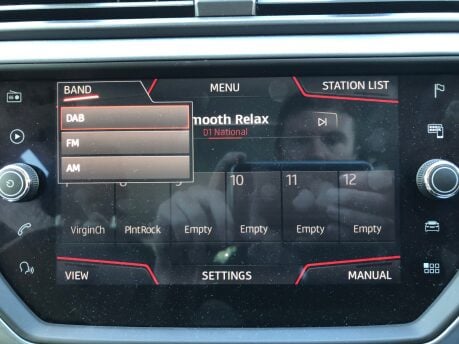 BAND MENU STATION LIST
DAB
mooth Relax
D1 National
FM
AM
10 11 12
VirginCh PlntRock Empty Empty Empty Empty
VIEW SETTINGS MANUAL